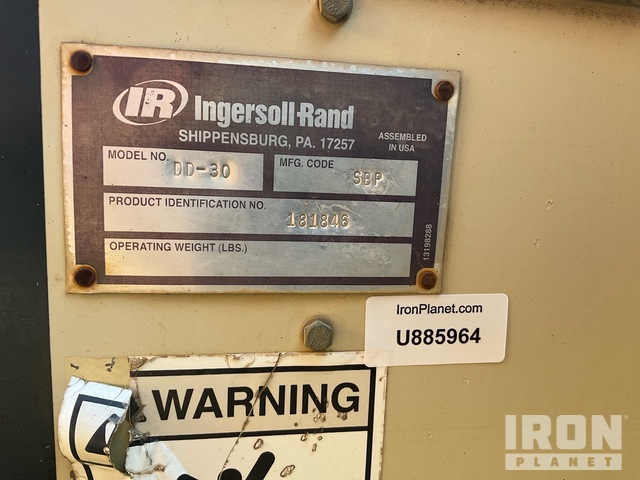 IR Ingersoll-Rand
SHIPPENSBURG, PA. 17257
ASSEMBLED
IN USA
MODEL NO. DD-30
MFG. CODE SBP
PRODUCT IDENTIFICATION NO. 181846
OPERATING WEIGHT (LBS.)
13198288
IronPlanet.com
U885964
WARNING
IRON
PLANET